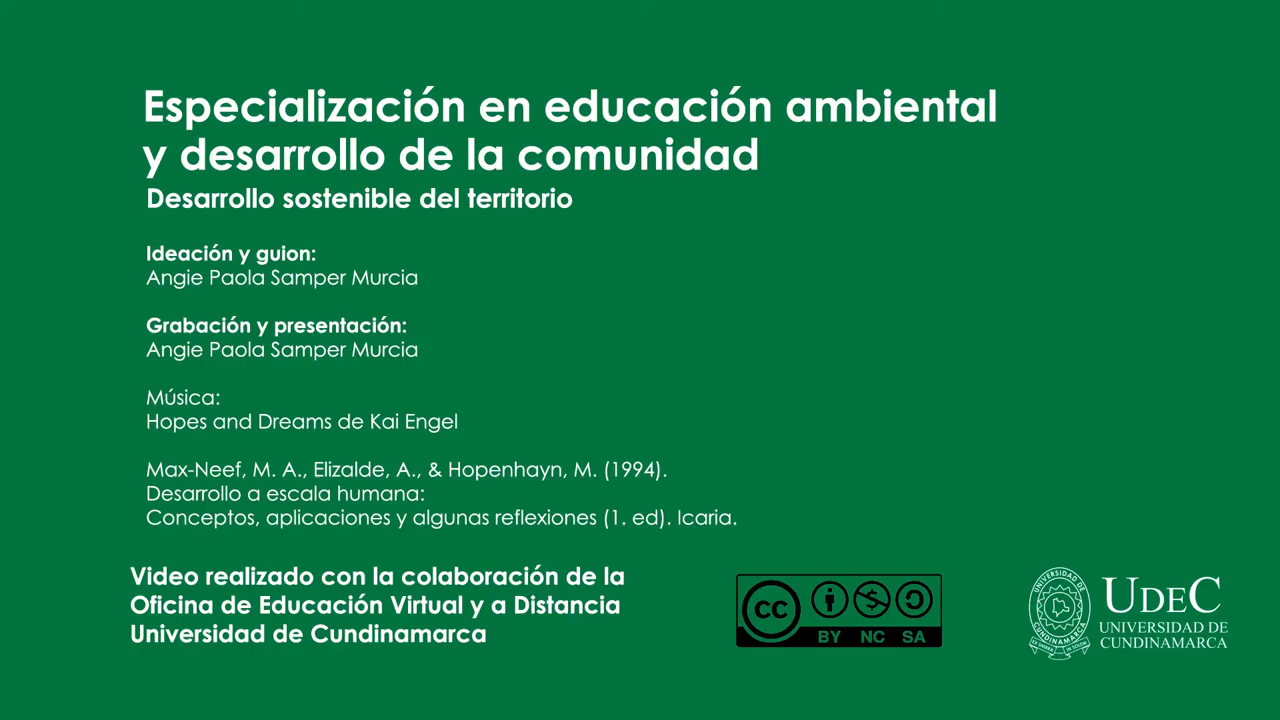 Especialización en educación ambiental
y desarrollo de la comunidad
Desarrollo sostenible del territorio
Ideación y guion:
Angie Paola Samper Murcia
Grabación y presentación:
Angie Paola Samper Murcia
Música:
Hopes and Dreams de Kai Engel
Max-Neef, M. A., Elizalde, A., & Hopenhayn, M. (1994).
Desarrollo a escala humana:
Conceptos, aplicaciones y algunas reflexiones (1. ed). Icaria.
Video realizado con la colaboración de la
Oficina de Educación Virtual y a Distancia
Universidad de Cundinamarca
CC
BY NC SA
UNIVERSIDAD DE
CUNDINAMARCA
UDEC
UNIVERSIDAD DE
CUNDINAMARCA